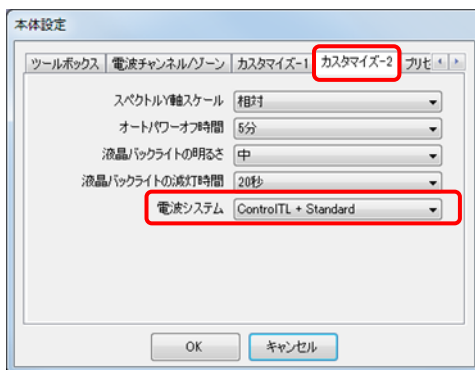 本体設定
ツールボックス 電波チャンネル/ゾーン カスタマイズ-1 カスタマイズ-2 プリセ
スペクトルY軸スケール 相対
オートパワーオフ時間 5分
液晶バックライトの明るさ 中
液晶バックライトの減灯時間 20秒
電波システム ControlTL + Standard
OK キャンセル